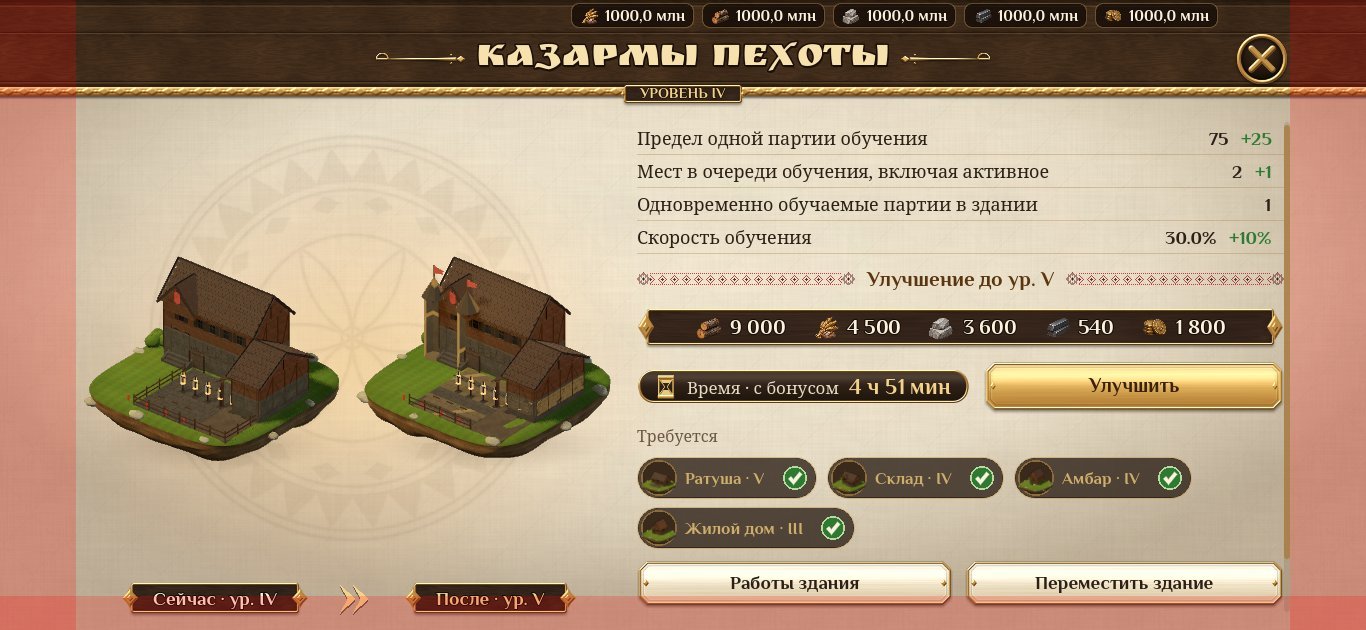 1000,0 млн 1000,0 млн 1000,0 млн 1000,0 млн 1000,0 млн
КАЗАРМЫ ПЕХОТЫ
УРОВЕНЬ IV
Предел одной партии обучения 75 +25
Мест в очереди обучения, включая активное 2 +1
Одновременно обучаемые партии в здании 1
Скорость обучения 30.0% +10%
Улучшение до ур. V
9 000 4 500 3 600 540 1 800
Время · с бонусом 4 ч 51 мин
Улучшить
Требуется
Ратуша · V Склад · IV Амбар · IV
Жилой дом · III
Работы здания Переместить здание
Сейчас · ур. IV После · ур. V